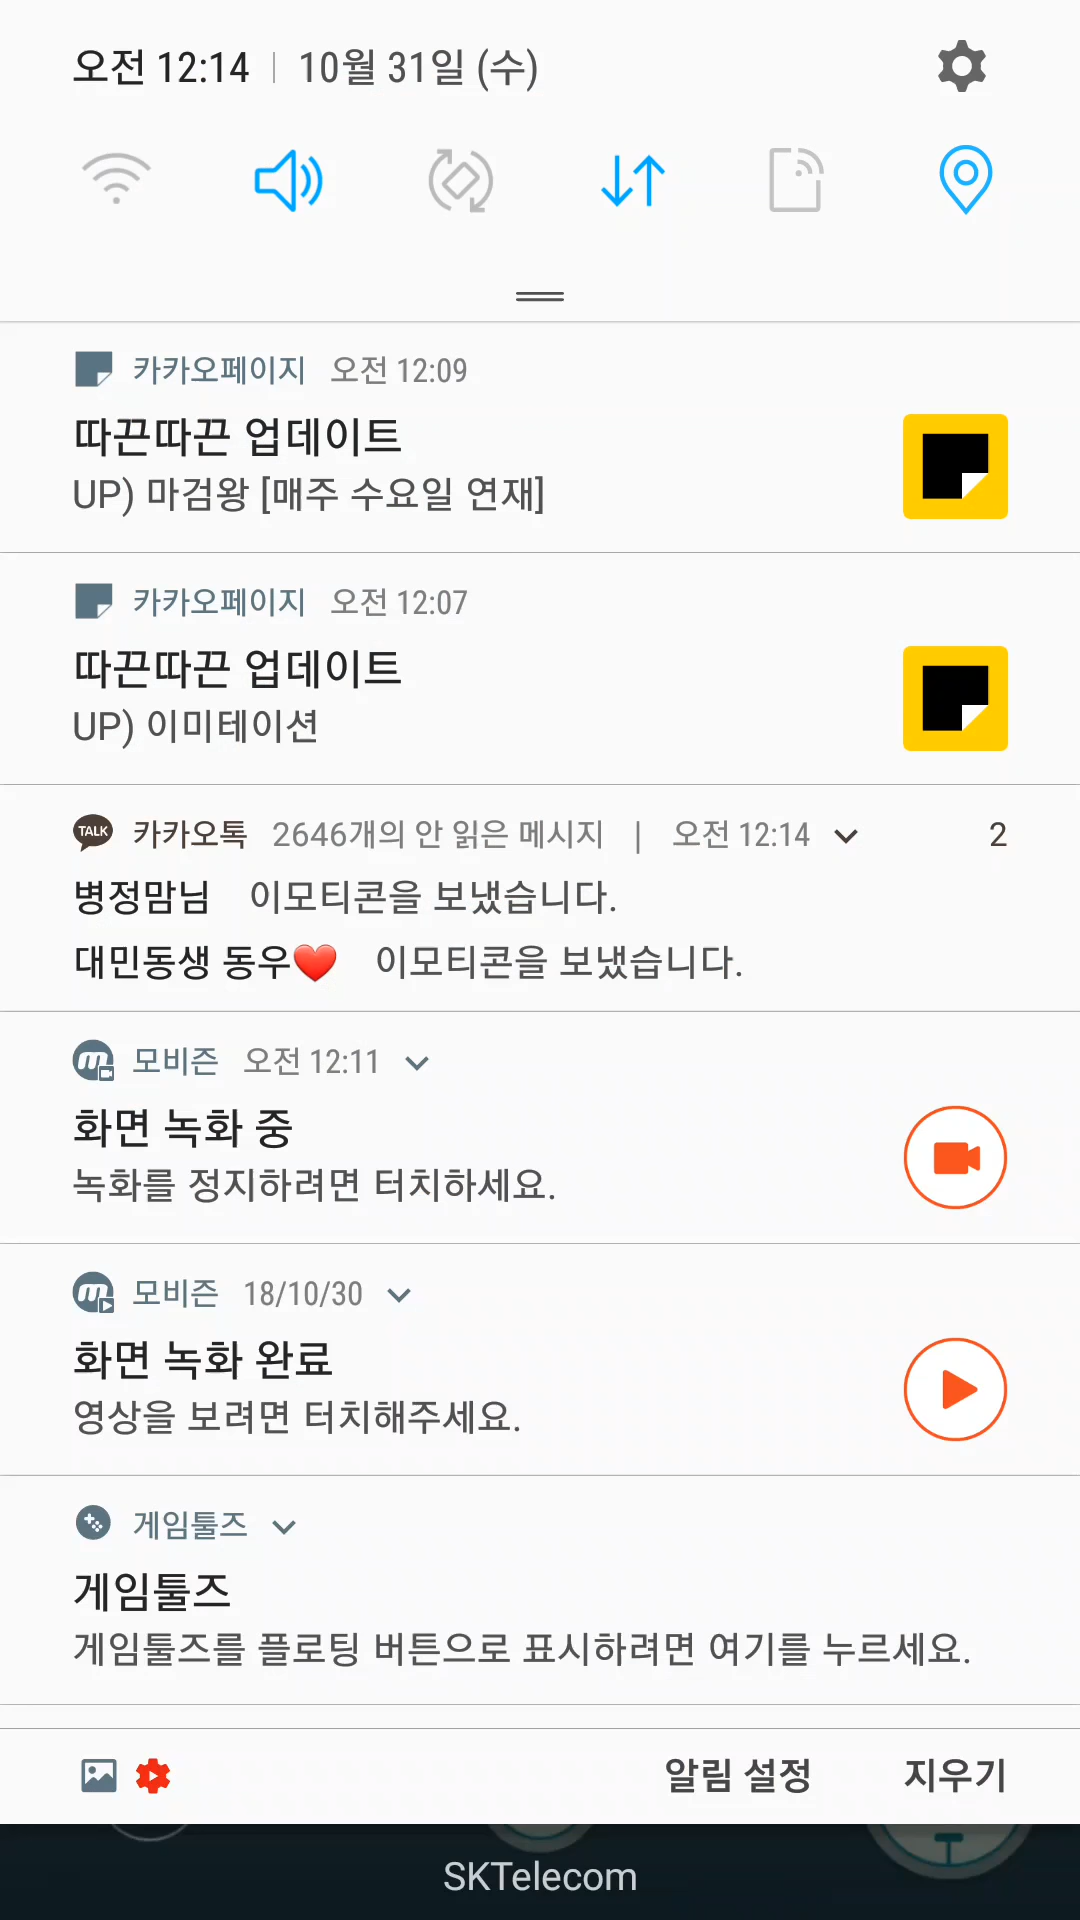 오전 12:14 | 10월 31일 (수)
카카오페이지 오전 12:09
따끈따끈 업데이트
UP) 마검왕 [매주 수요일 연재]
카카오페이지 오전 12:07
따끈따끈 업데이트
UP) 이미테이션
TALK 카카오톡 2646개의 안 읽은 메시지 | 오전 12:14 2
병정맘님 이모티콘을 보냈습니다.
대민동생 동우❤️ 이모티콘을 보냈습니다.
m 모비즌 오전 12:11
화면 녹화 중
녹화를 정지하려면 터치하세요.
m 모비즌 18/10/30
화면 녹화 완료
영상을 보려면 터치해주세요.
게임툴즈
게임툴즈
게임툴즈를 플로팅 버튼으로 표시하려면 여기를 누르세요.
알림 설정 지우기
SKTelecom